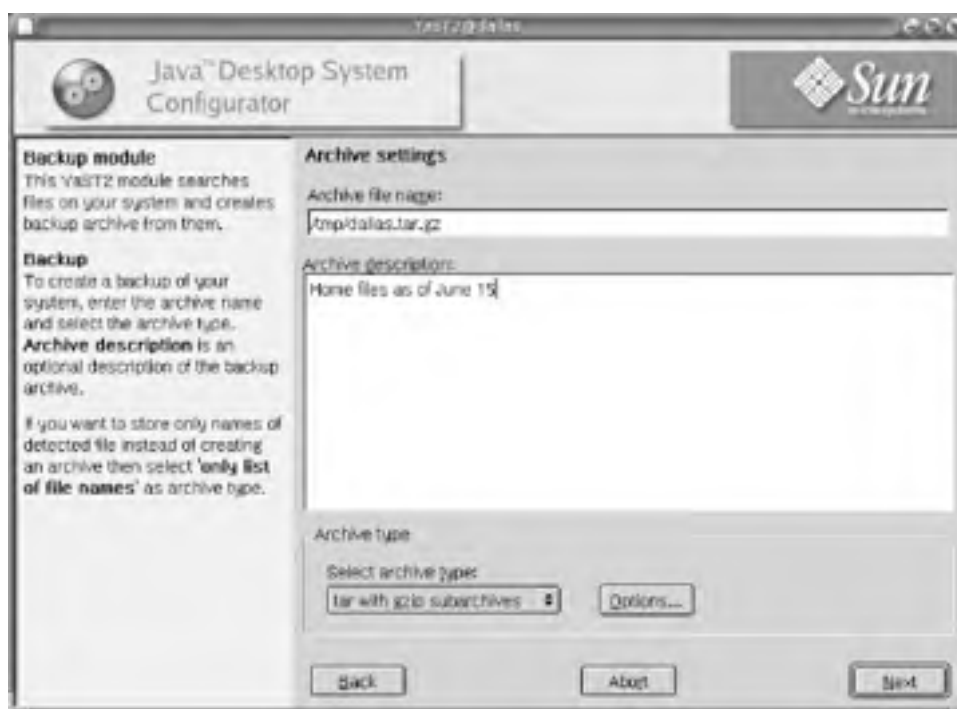 YaST2@dallas
Java™ Desktop System
Configurator
Sun
Backup module
This YaST2 module searches
files on your system and creates
backup archive from them.
Backup
To create a backup of your
system, enter the archive name
and select the archive type.
Archive description is an
optional description of the backup
archive.
If you want to store only names of
detected file instead of creating
an archive then select 'only list
of file names' as archive type.
Archive settings
Archive file name:
/tmp/dallas.tar.gz
Archive description:
Home files as of June 15
Archive type
Select archive type:
tar with gzip subarchives
Options...
Back
Abort
Next